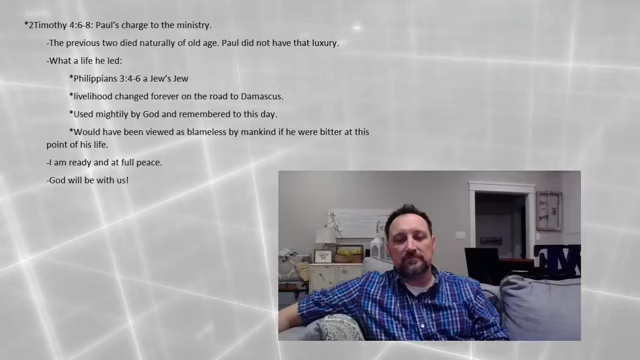 *2Timothy 4:6-8: Paul's charge to the ministry.
-The previous two died naturally of old age. Paul did not have that luxury.
-What a life he led:
*Philippians 3:4-6 a Jew's Jew
*livelihood changed forever on the road to Damascus.
*Used mightily by God and remembered to this day.
*Would have been viewed as blameless by mankind if he were bitter at this
point of his life.
-I am ready and at full peace.
-God will be with us!